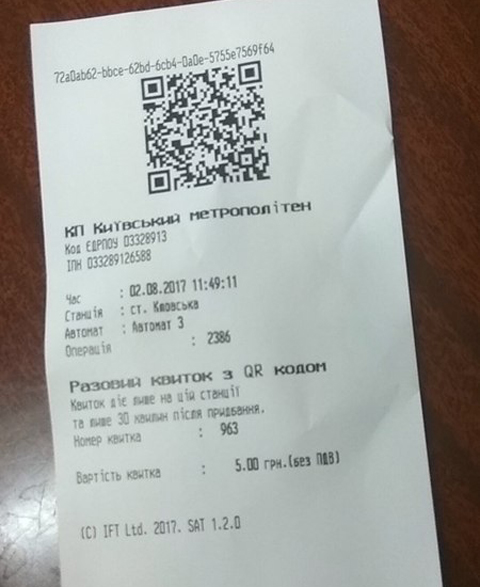 72a0ab62-bbce-62bd-6cb4-0a0e-5755e7569f64
КП Київський метрополітен
Код ЄДРПОУ 03328913
ІПН 033289126588
Час : 02.08.2017 11:49:11
Станція : ст. Кловська
Автомат : Автомат 3
Операція : 2386
Разовий квиток з QR кодом
Квиток діє лише на цій станції
та лише 30 хвилин після придбання.
Номер квитка : 963
Вартість квитка : 5.00 грн.(без ПДВ)
(C) IFT Ltd. 2017. SAT 1.2.0